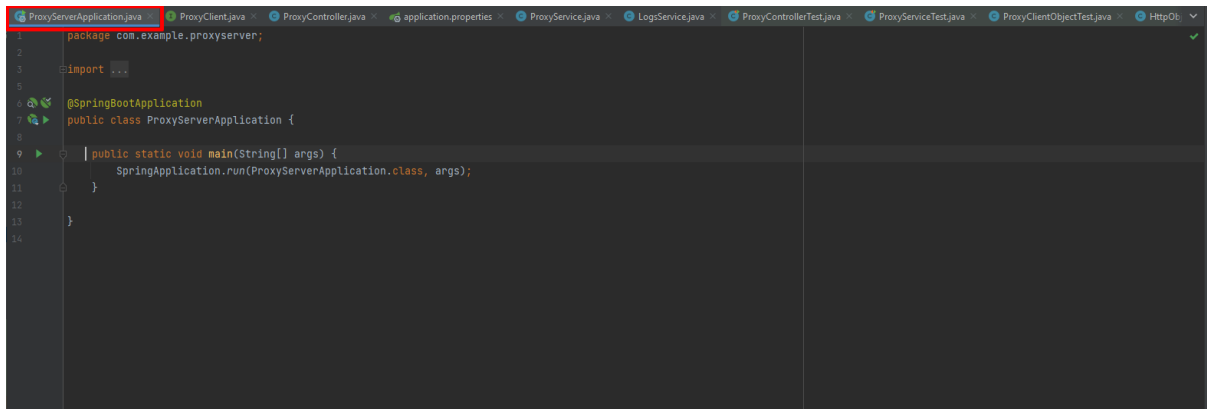 ProxyServerApplication.java ProxyClient.java ProxyController.java application.properties ProxyService.java LogsService.java ProxyControllerTest.java ProxyServiceTest.java ProxyClientObjectTest.java HttpOb
1 package com.example.proxyserver;
2
3 import ...
5
6 @SpringBootApplication
7 public class ProxyServerApplication {
8
9 public static void main(String[] args) {
10 SpringApplication.run(ProxyServerApplication.class, args);
11 }
12
13 }
14